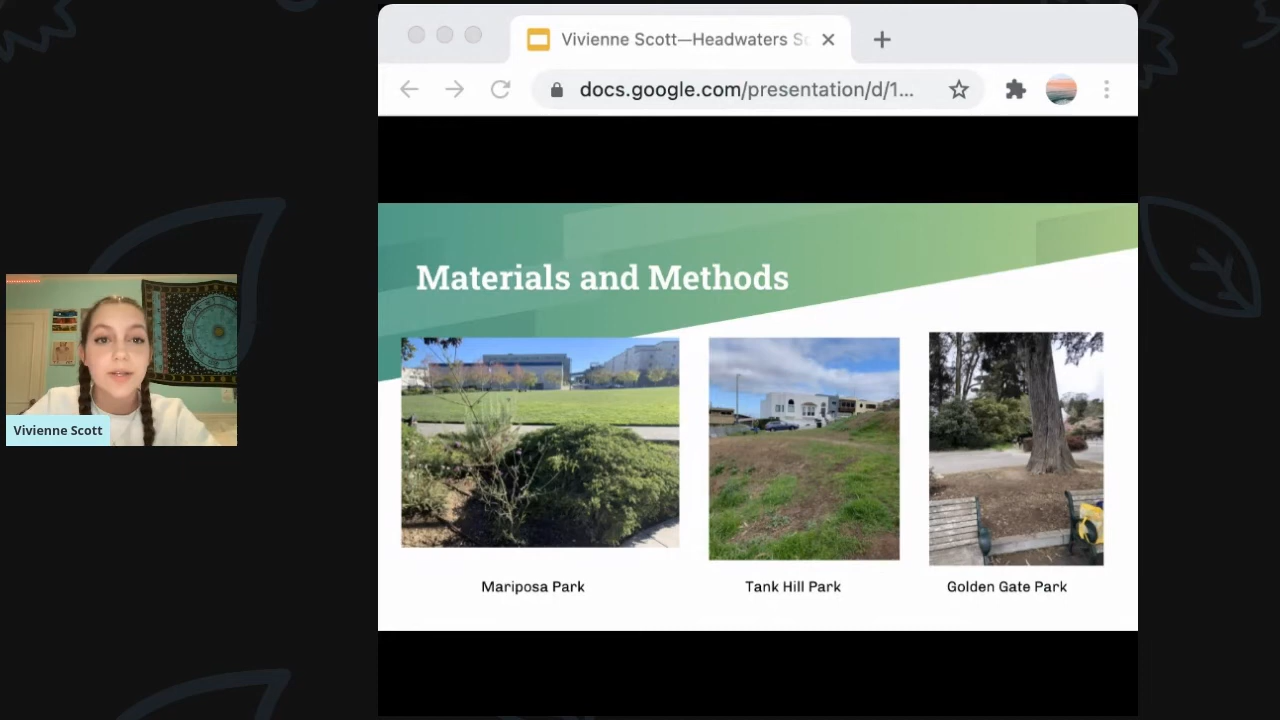 Vivienne Scott—Headwaters Sc
docs.google.com/presentation/d/1...
Materials and Methods
Vivienne Scott
Mariposa Park
Tank Hill Park
Golden Gate Park